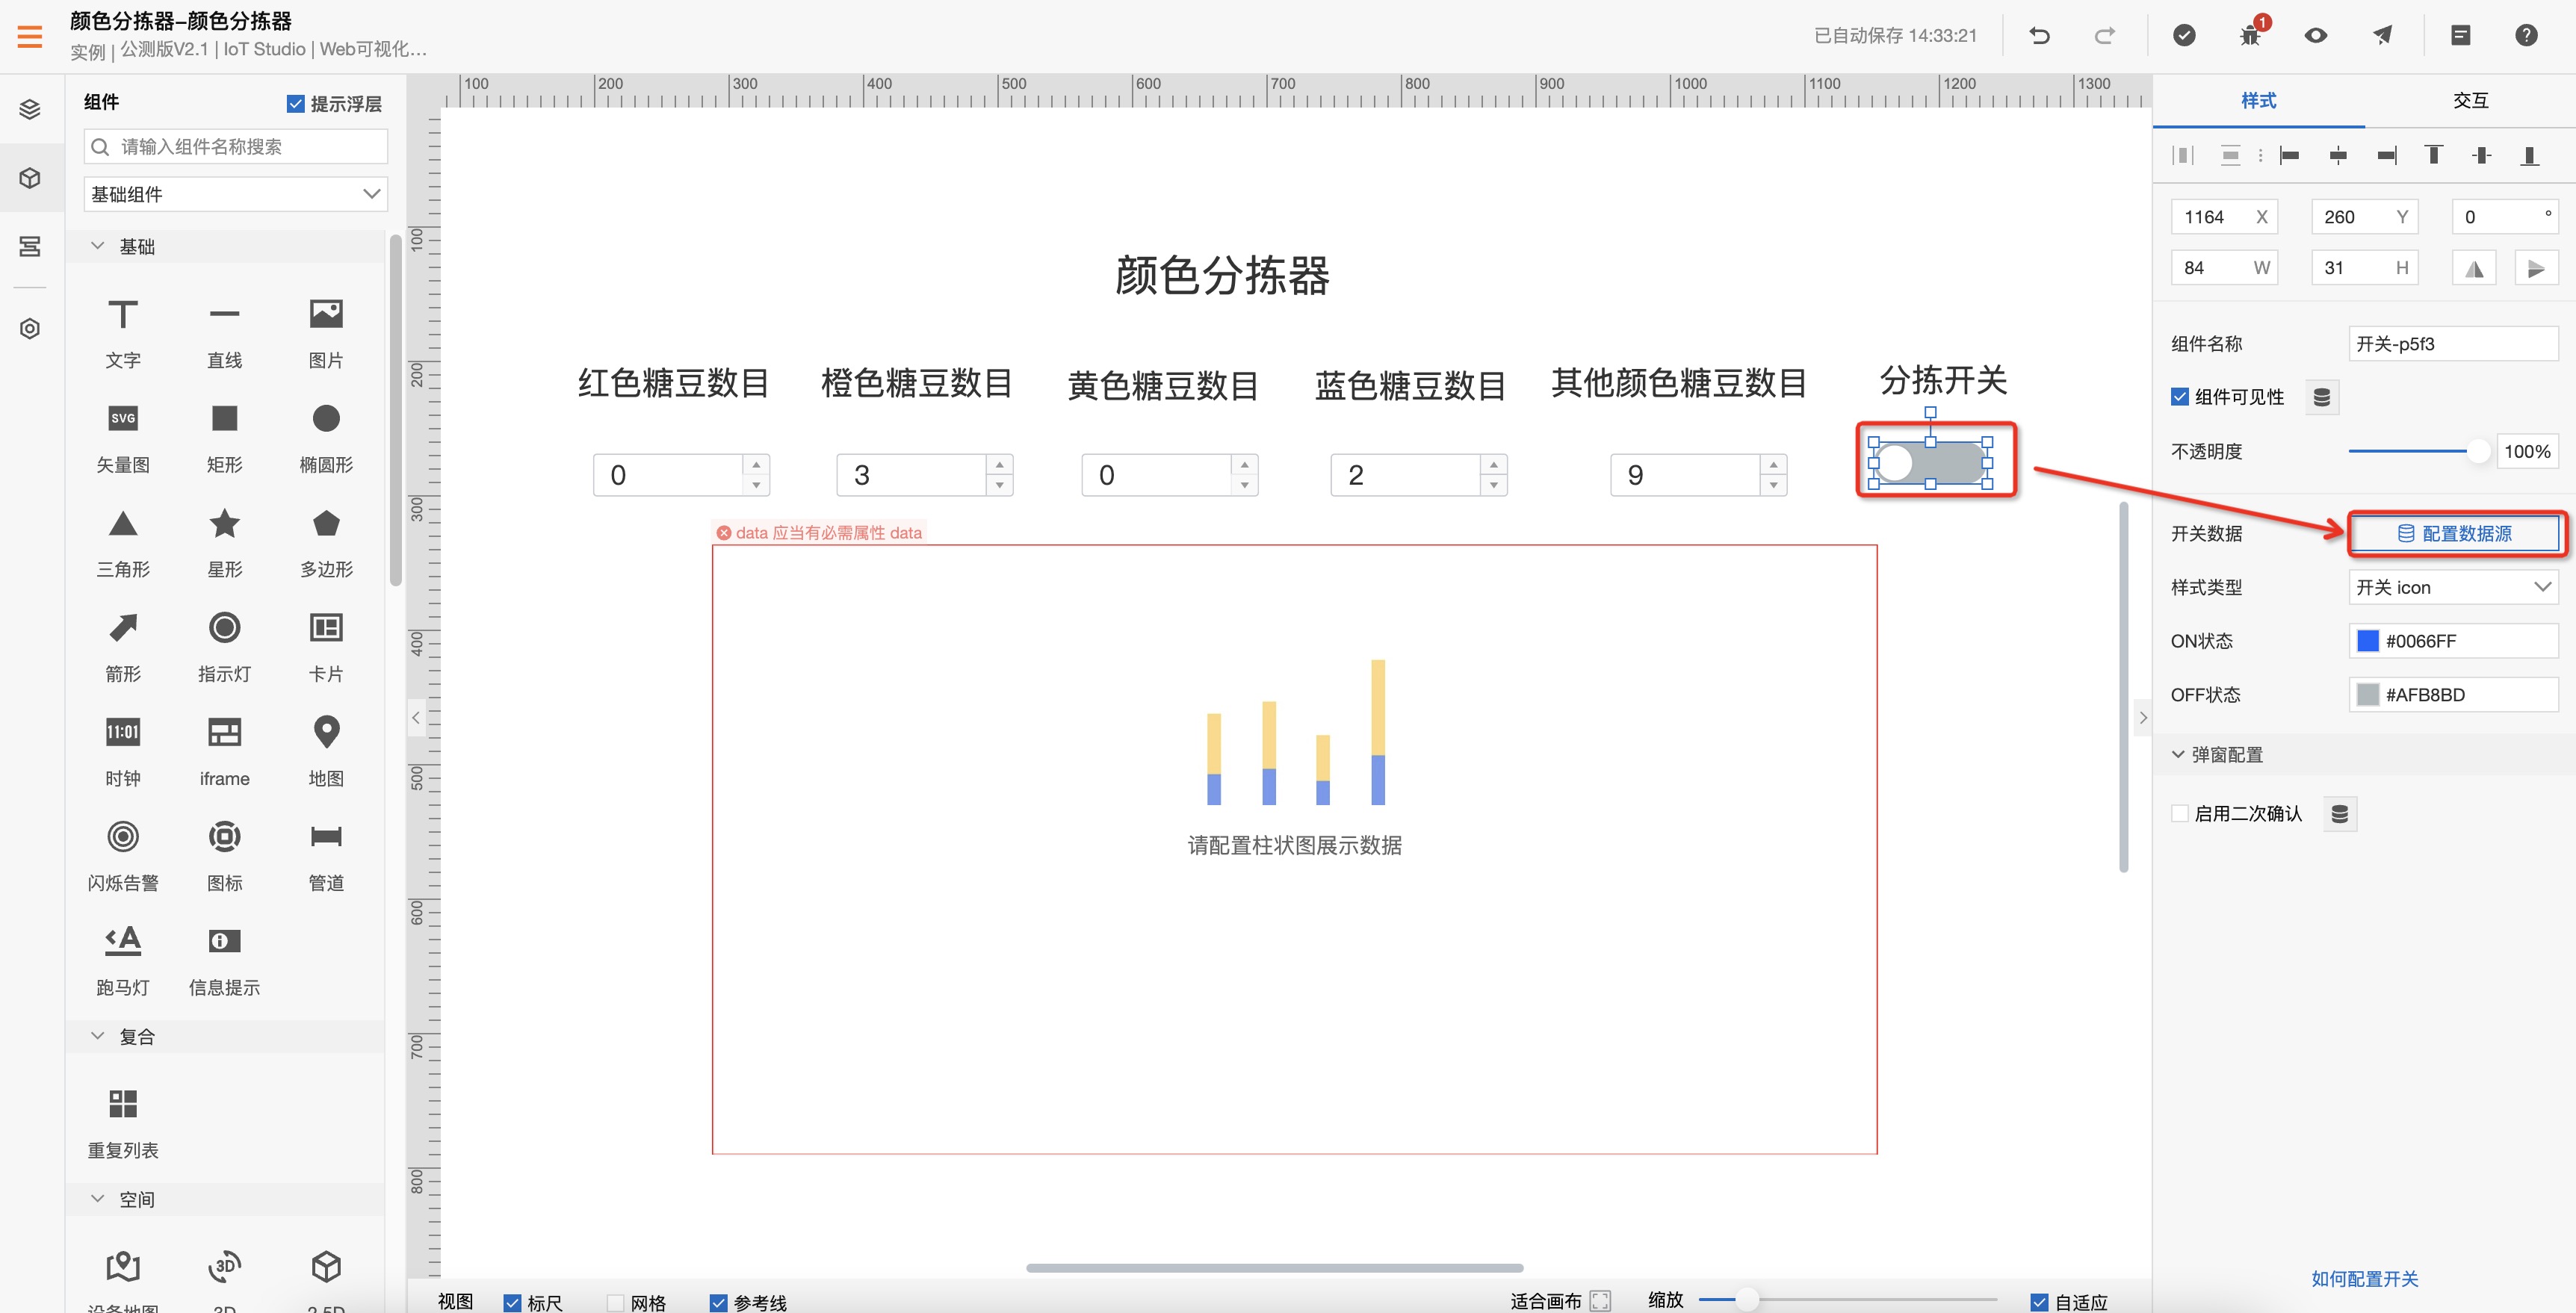 颜色分拣器–颜色分拣器
实例 | 公测版V2.1 | IoT Studio | Web可视化…
已自动保存 14:33:21
1
组件
提示浮层
请输入组件名称搜索
基础组件
基础
文字 直线 图片
SVG
矢量图 矩形 椭圆形
三角形 星形 多边形
箭形 指示灯 卡片
11:01
时钟 iframe 地图
闪烁告警 图标 管道
跑马灯 信息提示
复合
重复列表
空间
3D
设备地图 3D 2.5D
100 200 300 400 500 600 700 800 900 1000 1100 1200 1300
100
200
300
400
500
600
700
800
颜色分拣器
红色糖豆数目 橙色糖豆数目 黄色糖豆数目 蓝色糖豆数目 其他颜色糖豆数目 分拣开关
0 3 0 2 9
data 应当有必需属性 data
请配置柱状图展示数据
视图 标尺 网格 参考线 适合画布 缩放 自适应
样式 交互
1164 X 260 Y 0 °
84 W 31 H
组件名称 开关-p5f3
组件可见性
不透明度 100%
开关数据 配置数据源
样式类型 开关 icon
ON状态 #0066FF
OFF状态 #AFB8BD
弹窗配置
启用二次确认
如何配置开关